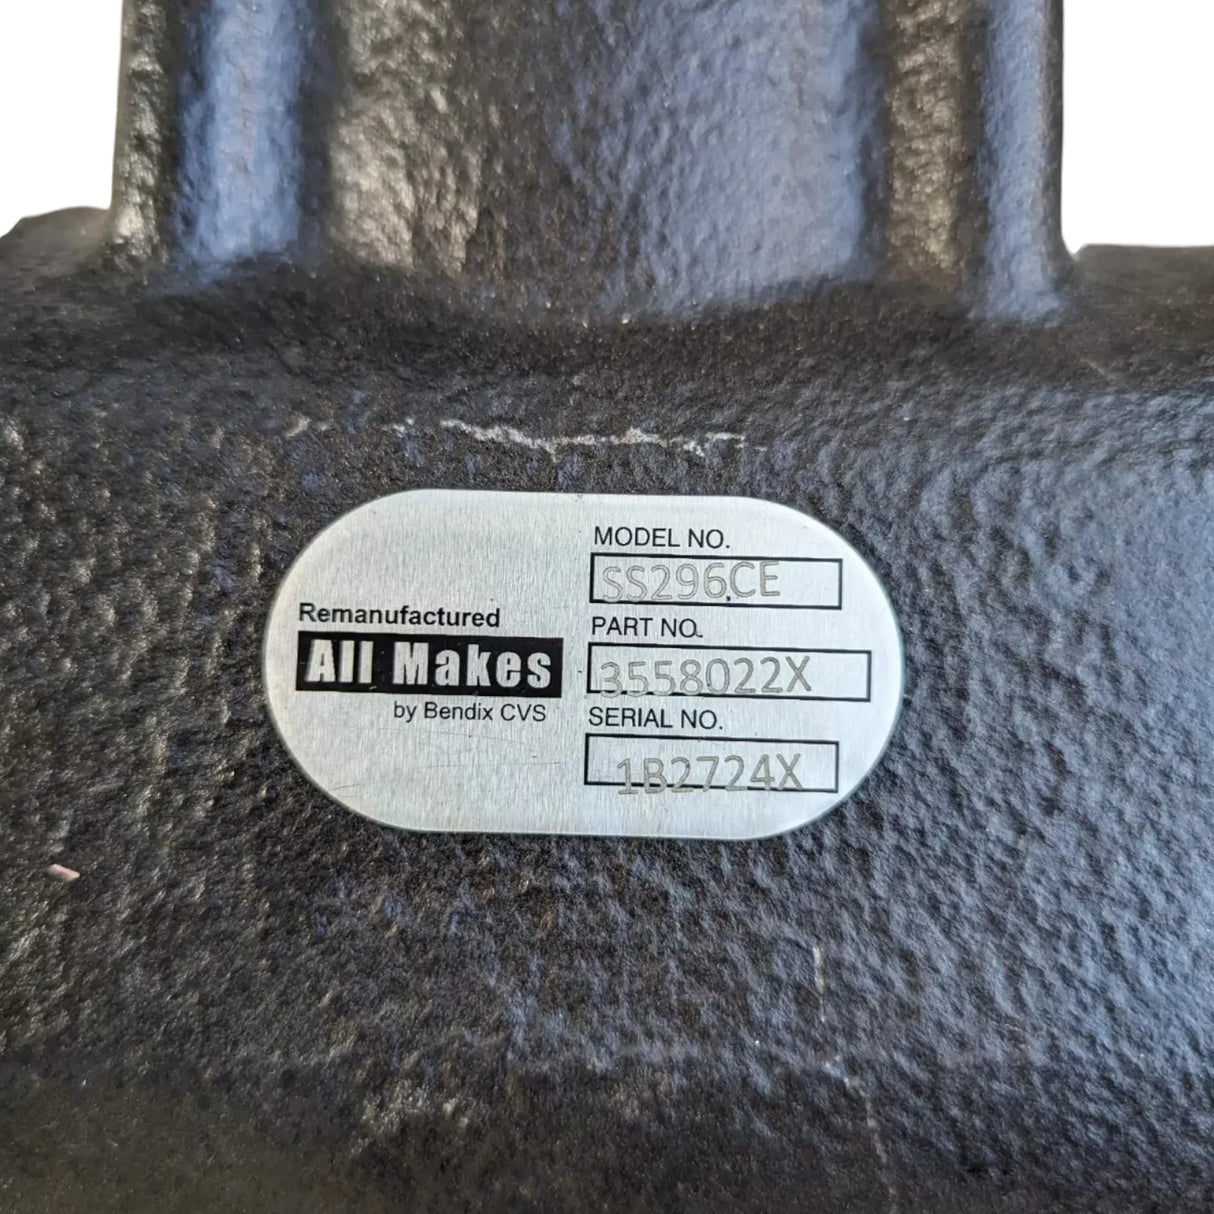 Remanufactured
All Makes
by Bendix CVS
MODEL NO.
SS296CE
PART NO.
3558022X
SERIAL NO.
1B2724X